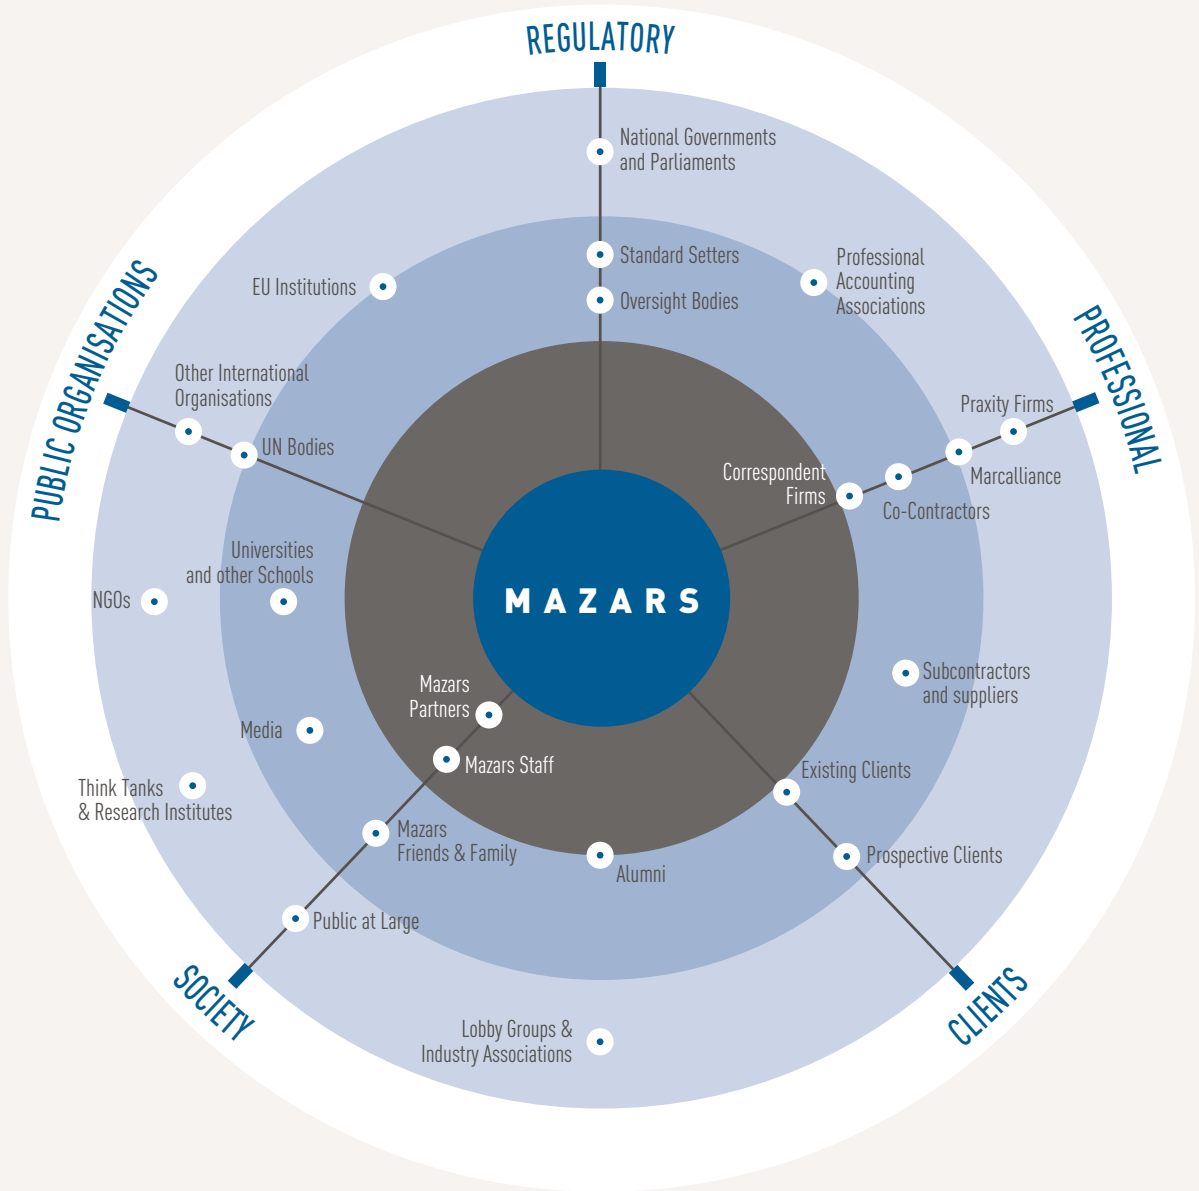 REGULATORY
National Governments
and Parliaments
Standard Setters
Oversight Bodies
Professional
Accounting
Associations
EU Institutions
PUBLIC ORGANISATIONS
Other International
Organisations
UN Bodies
PROFESSIONAL
Praxity Firms
Marcalliance
Co-Contractors
Correspondent
Firms
Universities
and other Schools
NGOs
MAZARS
Subcontractors
and suppliers
Mazars
Partners
Mazars Staff
Media
Think Tanks
& Research Institutes
Existing Clients
Prospective Clients
Mazars
Friends & Family
Alumni
Public at Large
SOCIETY
CLIENTS
Lobby Groups &
Industry Associations